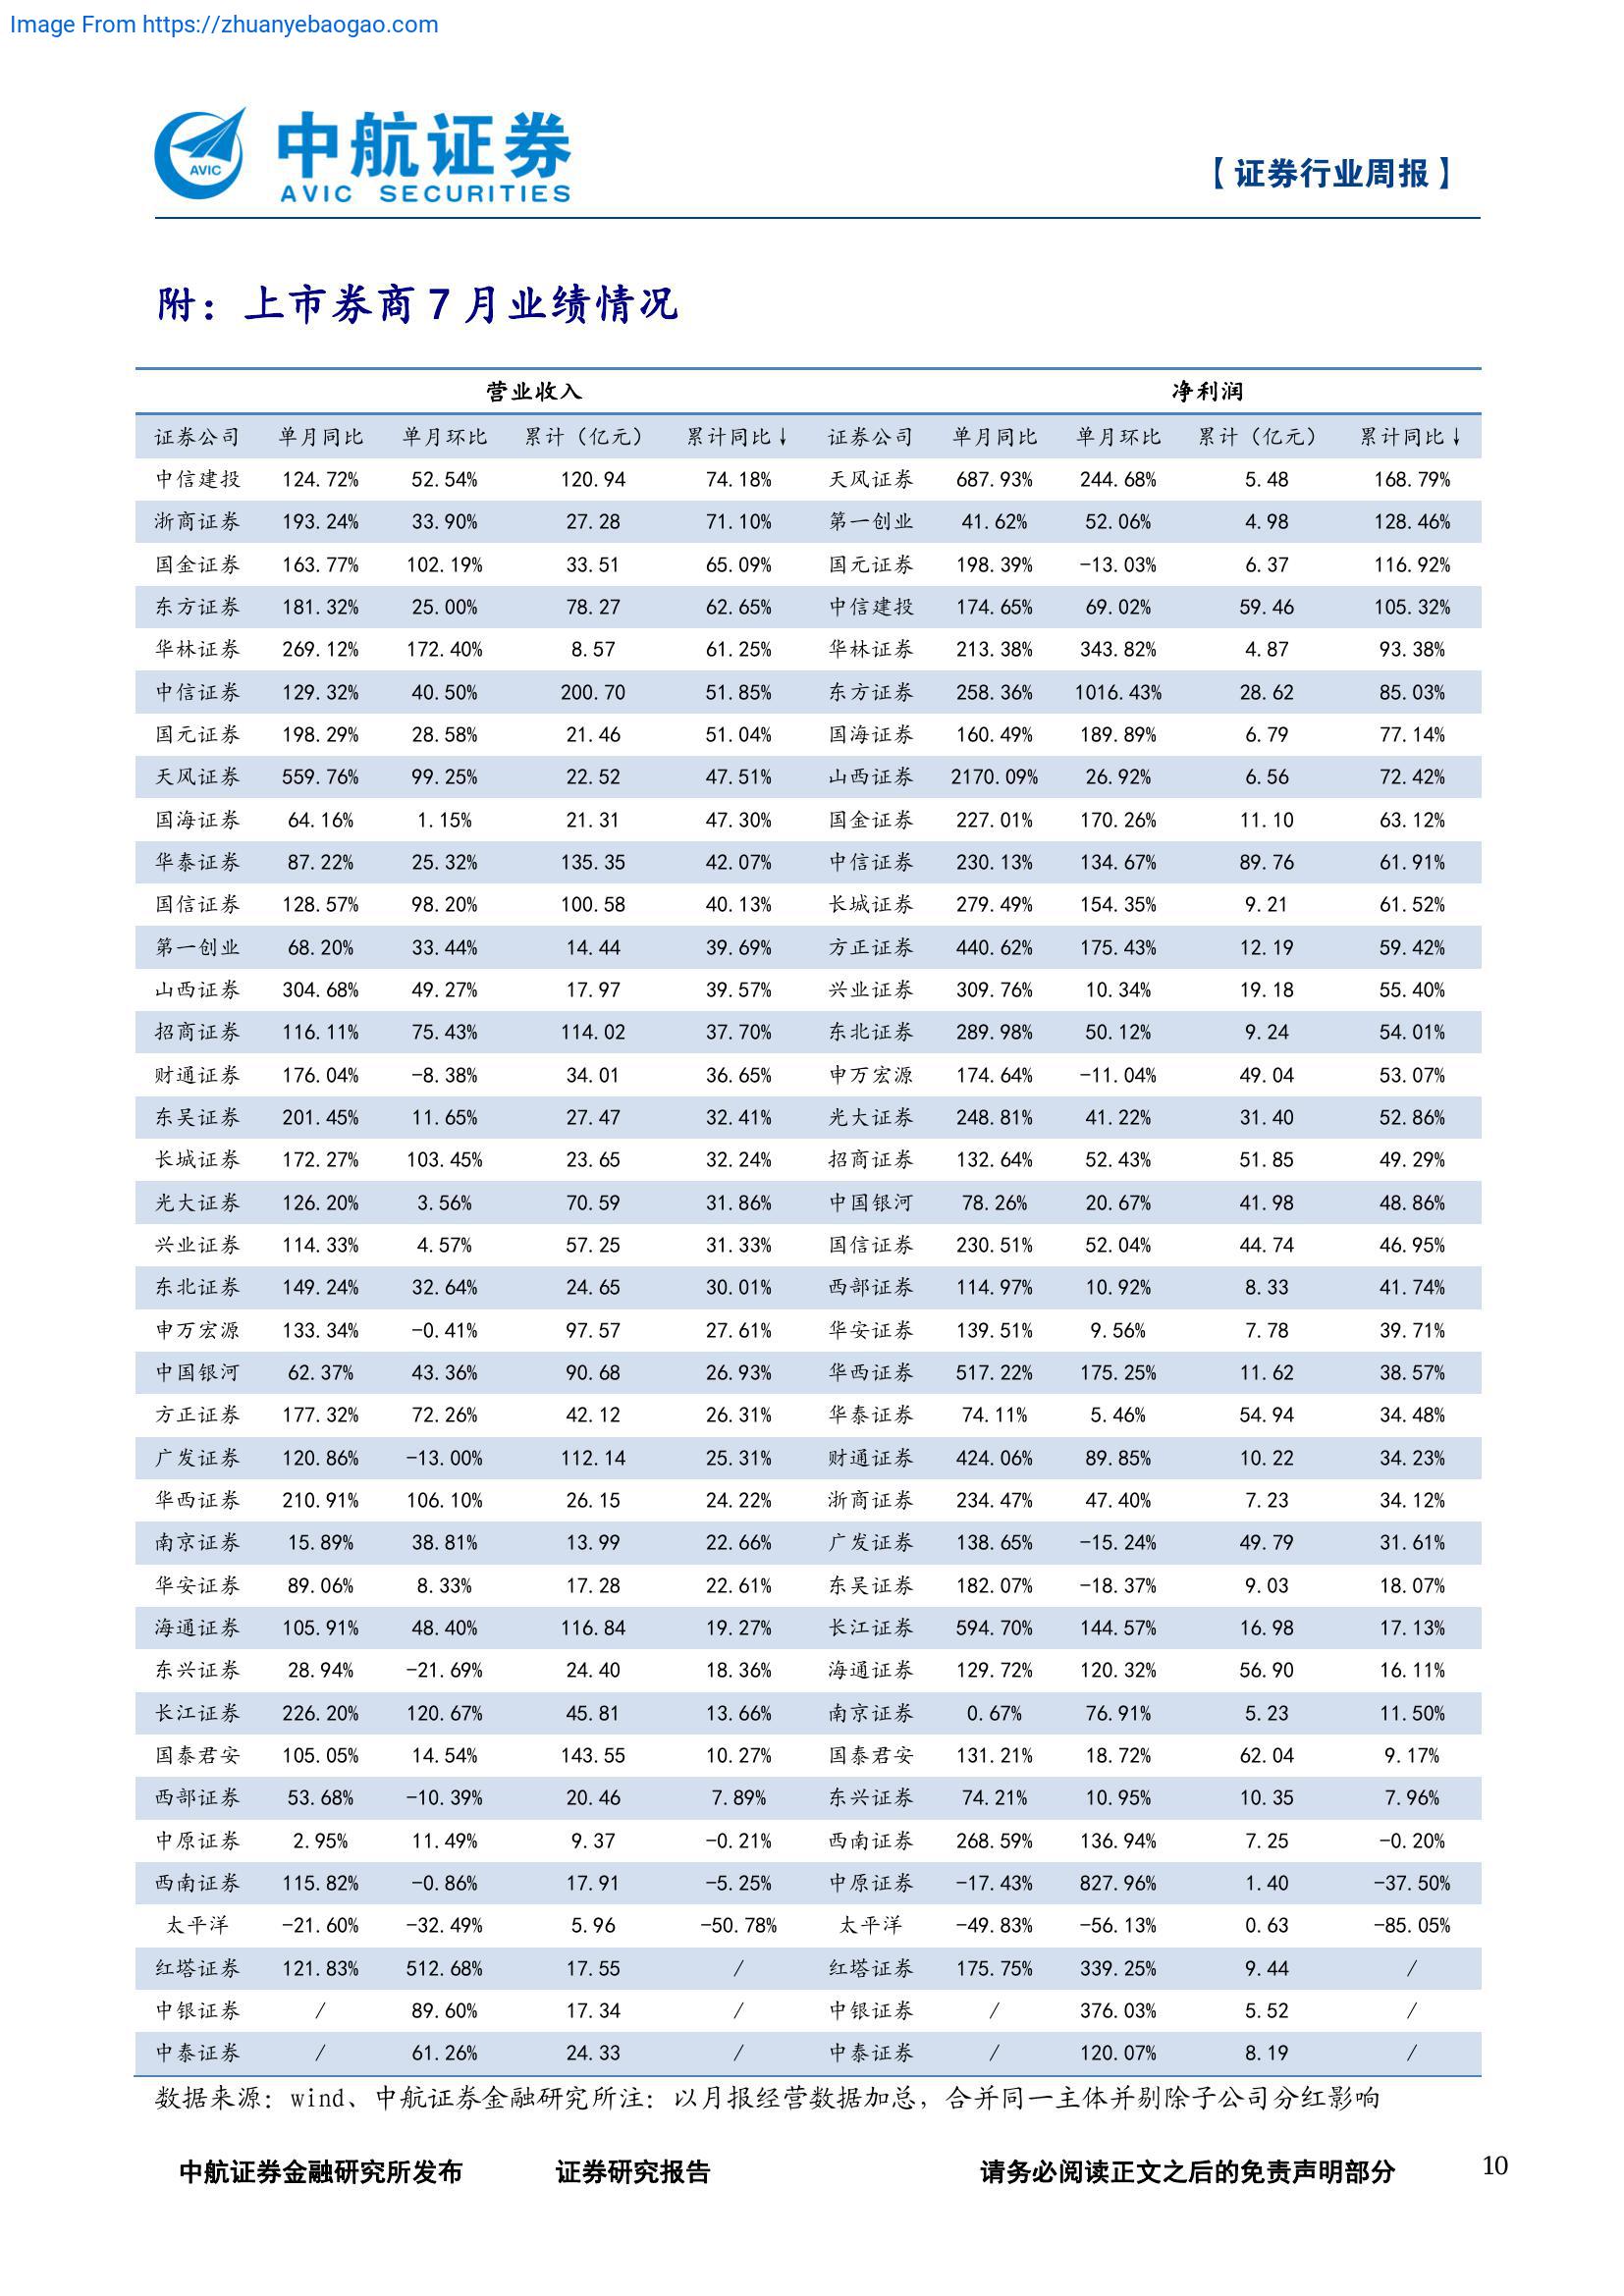 Image From https://zhuanyebaogao.com
AVIC
中航证券
AVIC SECURITIES
【证券行业周报】
附：上市券商 7 月业绩情况
营业收入 净利润
证券公司 单月同比 单月环比 累计（亿元） 累计同比↓ 证券公司 单月同比 单月环比 累计（亿元） 累计同比↓
中信建投 124.72% 52.54% 120.94 74.18% 天风证券 687.93% 244.68% 5.48 168.79%
浙商证券 193.24% 33.90% 27.28 71.10% 第一创业 41.62% 52.06% 4.98 128.46%
国金证券 163.77% 102.19% 33.51 65.09% 国元证券 198.39% -13.03% 6.37 116.92%
东方证券 181.32% 25.00% 78.27 62.65% 中信建投 174.65% 69.02% 59.46 105.32%
华林证券 269.12% 172.40% 8.57 61.25% 华林证券 213.38% 343.82% 4.87 93.38%
中信证券 129.32% 40.50% 200.70 51.85% 东方证券 258.36% 1016.43% 28.62 85.03%
国元证券 198.29% 28.58% 21.46 51.04% 国海证券 160.49% 189.89% 6.79 77.14%
天风证券 559.76% 99.25% 22.52 47.51% 山西证券 2170.09% 26.92% 6.56 72.42%
国海证券 64.16% 1.15% 21.31 47.30% 国金证券 227.01% 170.26% 11.10 63.12%
华泰证券 87.22% 25.32% 135.35 42.07% 中信证券 230.13% 134.67% 89.76 61.91%
国信证券 128.57% 98.20% 100.58 40.13% 长城证券 279.49% 154.35% 9.21 61.52%
第一创业 68.20% 33.44% 14.44 39.69% 方正证券 440.62% 175.43% 12.19 59.42%
山西证券 304.68% 49.27% 17.97 39.57% 兴业证券 309.76% 10.34% 19.18 55.40%
招商证券 116.11% 75.43% 114.02 37.70% 东北证券 289.98% 50.12% 9.24 54.01%
财通证券 176.04% -8.38% 34.01 36.65% 申万宏源 174.64% -11.04% 49.04 53.07%
东吴证券 201.45% 11.65% 27.47 32.41% 光大证券 248.81% 41.22% 31.40 52.86%
长城证券 172.27% 103.45% 23.65 32.24% 招商证券 132.64% 52.43% 51.85 49.29%
光大证券 126.20% 3.56% 70.59 31.86% 中国银河 78.26% 20.67% 41.98 48.86%
兴业证券 114.33% 4.57% 57.25 31.33% 国信证券 230.51% 52.04% 44.74 46.95%
东北证券 149.24% 32.64% 24.65 30.01% 西部证券 114.97% 10.92% 8.33 41.74%
申万宏源 133.34% -0.41% 97.57 27.61% 华安证券 139.51% 9.56% 7.78 39.71%
中国银河 62.37% 43.36% 90.68 26.93% 华西证券 517.22% 175.25% 11.62 38.57%
方正证券 177.32% 72.26% 42.12 26.31% 华泰证券 74.11% 5.46% 54.94 34.48%
广发证券 120.86% -13.00% 112.14 25.31% 财通证券 424.06% 89.85% 10.22 34.23%
华西证券 210.91% 106.10% 26.15 24.22% 浙商证券 234.47% 47.40% 7.23 34.12%
南京证券 15.89% 38.81% 13.99 22.66% 广发证券 138.65% -15.24% 49.79 31.61%
华安证券 89.06% 8.33% 17.28 22.61% 东吴证券 182.07% -18.37% 9.03 18.07%
海通证券 105.91% 48.40% 116.84 19.27% 长江证券 594.70% 144.57% 16.98 17.13%
东兴证券 28.94% -21.69% 24.40 18.36% 海通证券 129.72% 120.32% 56.90 16.11%
长江证券 226.20% 120.67% 45.81 13.66% 南京证券 0.67% 76.91% 5.23 11.50%
国泰君安 105.05% 14.54% 143.55 10.27% 国泰君安 131.21% 18.72% 62.04 9.17%
西部证券 53.68% -10.39% 20.46 7.89% 东兴证券 74.21% 10.95% 10.35 7.96%
中原证券 2.95% 11.49% 9.37 -0.21% 西南证券 268.59% 136.94% 7.25 -0.20%
西南证券 115.82% -0.86% 17.91 -5.25% 中原证券 -17.43% 827.96% 1.40 -37.50%
太平洋 -21.60% -32.49% 5.96 -50.78% 太平洋 -49.83% -56.13% 0.63 -85.05%
红塔证券 121.83% 512.68% 17.55 / 红塔证券 175.75% 339.25% 9.44 /
中银证券 / 89.60% 17.34 / 中银证券 / 376.03% 5.52 /
中泰证券 / 61.26% 24.33 / 中泰证券 / 120.07% 8.19 /
数据来源：wind、中航证券金融研究所注：以月报经营数据加总，合并同一主体并剔除子公司分红影响
中航证券金融研究所发布 证券研究报告 请务必阅读正文之后的免责声明部分 10